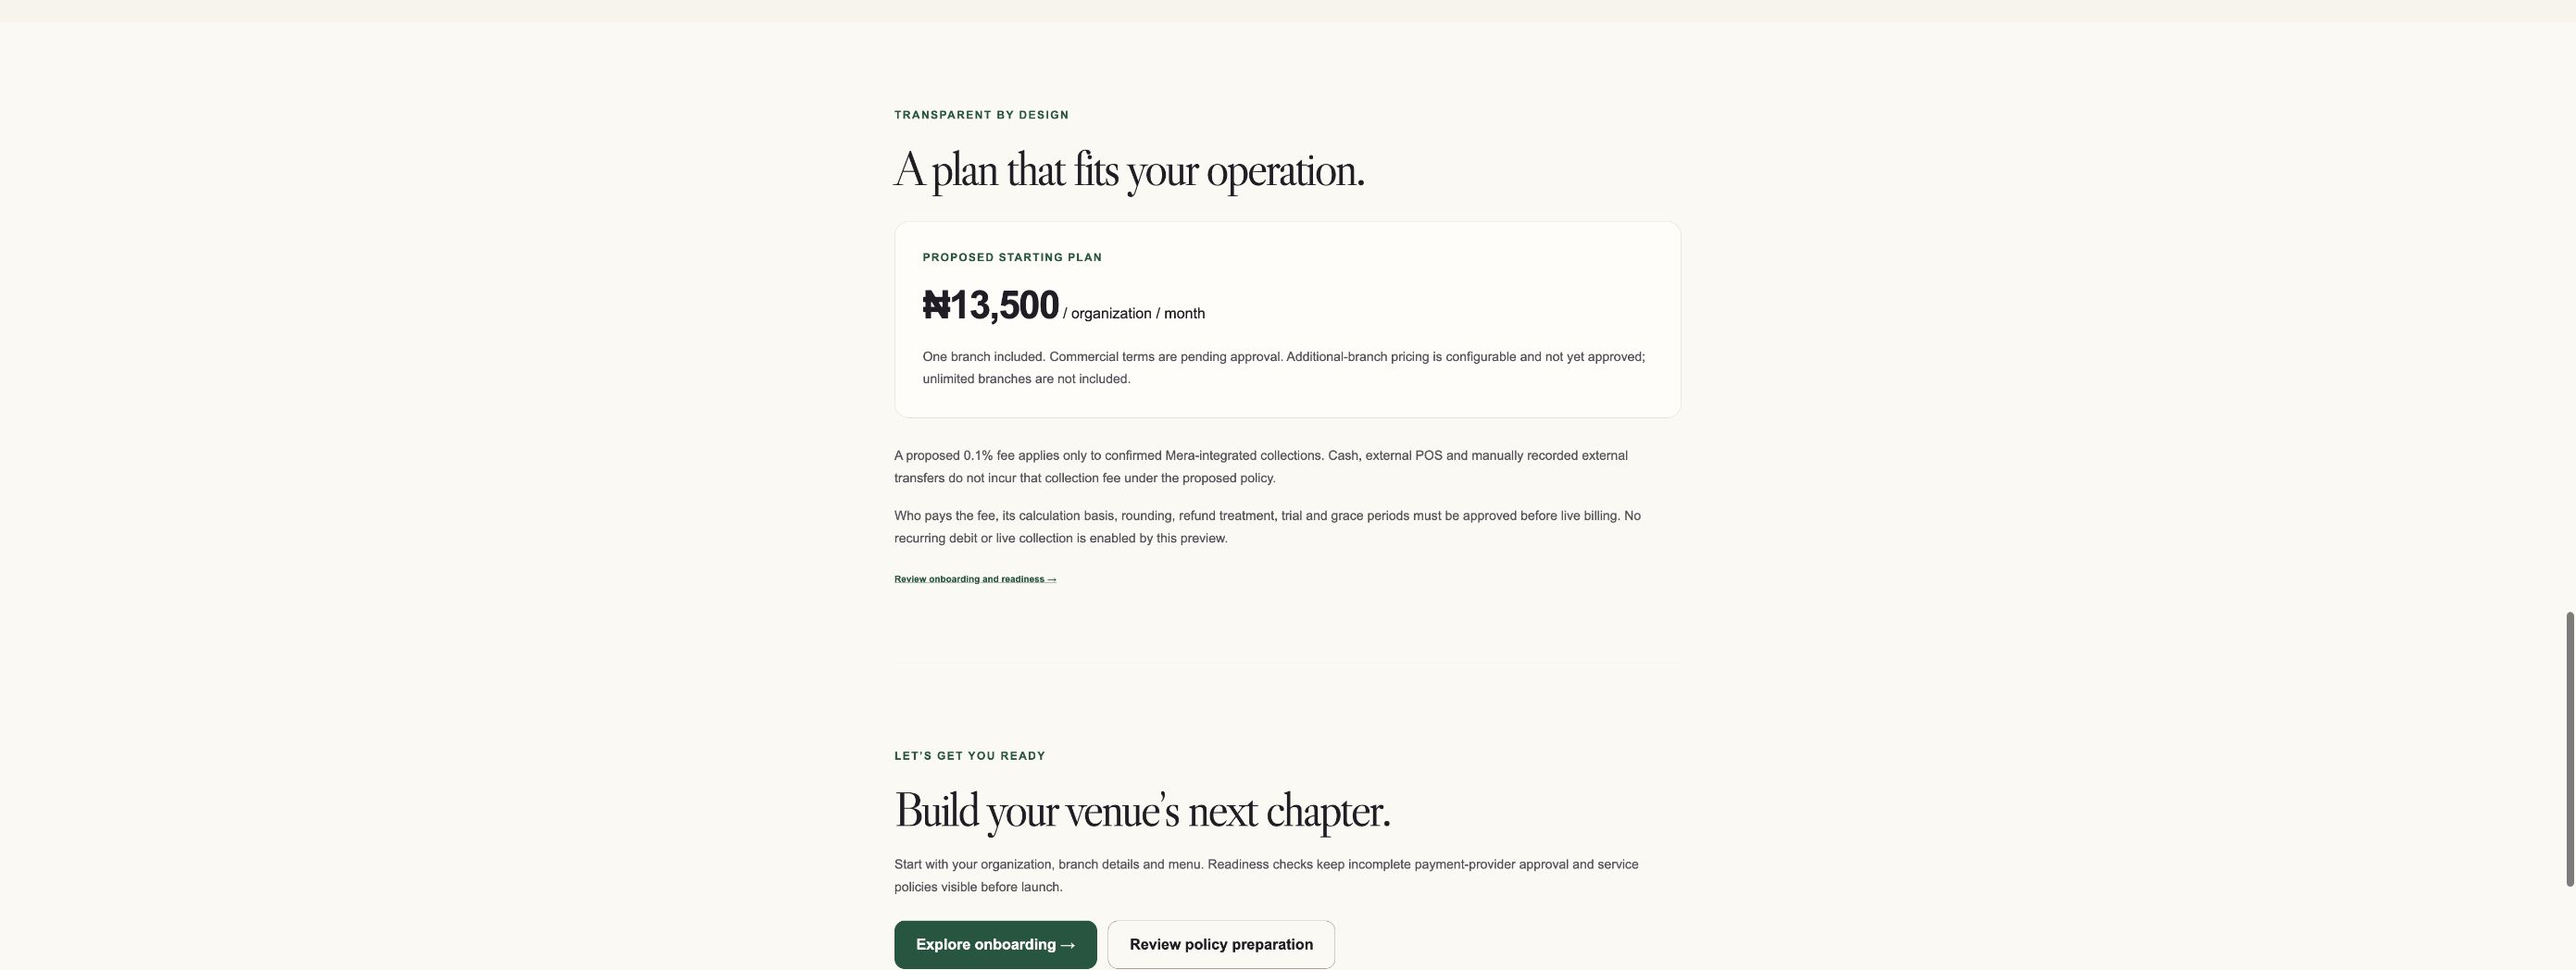 TRANSPARENT BY DESIGN
A plan that fits your operation.
PROPOSED STARTING PLAN
₦13,500 / organization / month
One branch included. Commercial terms are pending approval. Additional-branch pricing is configurable and not yet approved;
unlimited branches are not included.
A proposed 0.1% fee applies only to confirmed Mera-integrated collections. Cash, external POS and manually recorded external
transfers do not incur that collection fee under the proposed policy.
Who pays the fee, its calculation basis, rounding, refund treatment, trial and grace periods must be approved before live billing. No
recurring debit or live collection is enabled by this preview.
Review onboarding and readiness →
LET’S GET YOU READY
Build your venue’s next chapter.
Start with your organization, branch details and menu. Readiness checks keep incomplete payment-provider approval and service
policies visible before launch.
Explore onboarding →
Review policy preparation